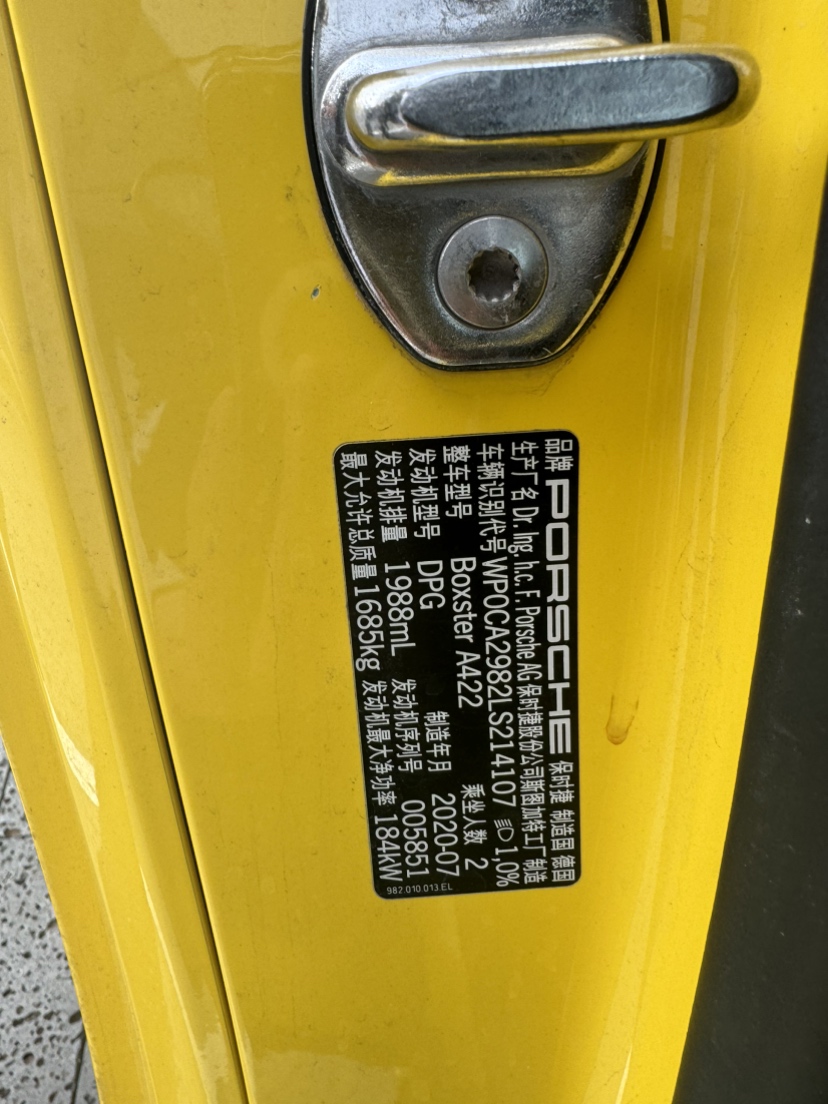 品牌 PORSCHE 保时捷 制造国 德国
生产厂名 Dr. Ing. h.c. F. Porsche AG 保时捷股份公司斯图加特工厂制造
车辆识别代号 WP0CA2982LS214107 1,0%
整车型号 Boxster A422 乘坐人数 2
发动机型号 DPG 制造年月 2020-07
发动机排量 1988mL 发动机序列号 005851
最大允许总质量 1685kg 发动机最大净功率 184kW
982.010.013.EL